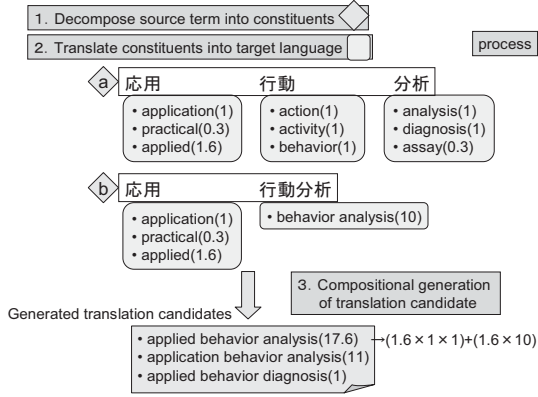 1. Decompose source term into constituents
2. Translate constituents into target language
process
a 応用 行動 分析
• application(1) • action(1) • analysis(1)
• practical(0.3) • activity(1) • diagnosis(1)
• applied(1.6) • behavior(1) • assay(0.3)
b 応用 行動分析
• application(1) • behavior analysis(10)
• practical(0.3)
• applied(1.6)
3. Compositional generation
of translation candidate
Generated translation candidates
• applied behavior analysis(17.6) →(1.6×1×1)+(1.6×10)
• application behavior analysis(11)
• applied behavior diagnosis(1)